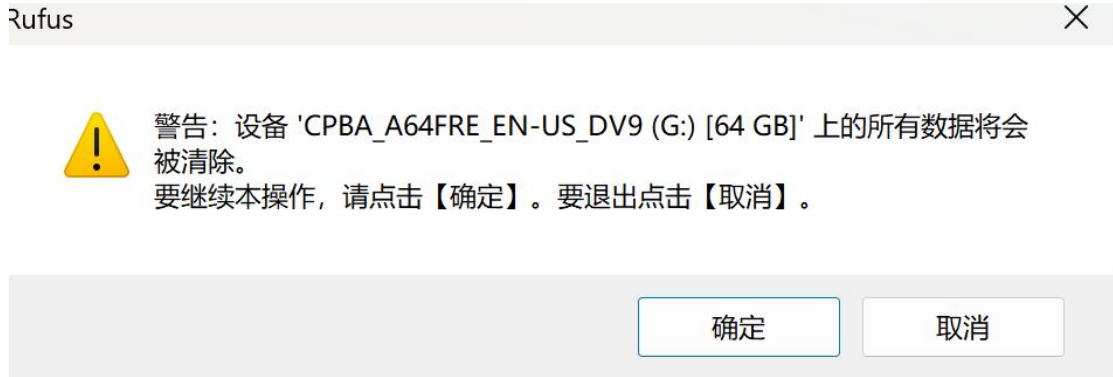 Rufus
警告：设备 'CPBA_A64FRE_EN-US_DV9 (G:) [64 GB]' 上的所有数据将会
被清除。
要继续本操作，请点击【确定】。要退出点击【取消】。
确定
取消